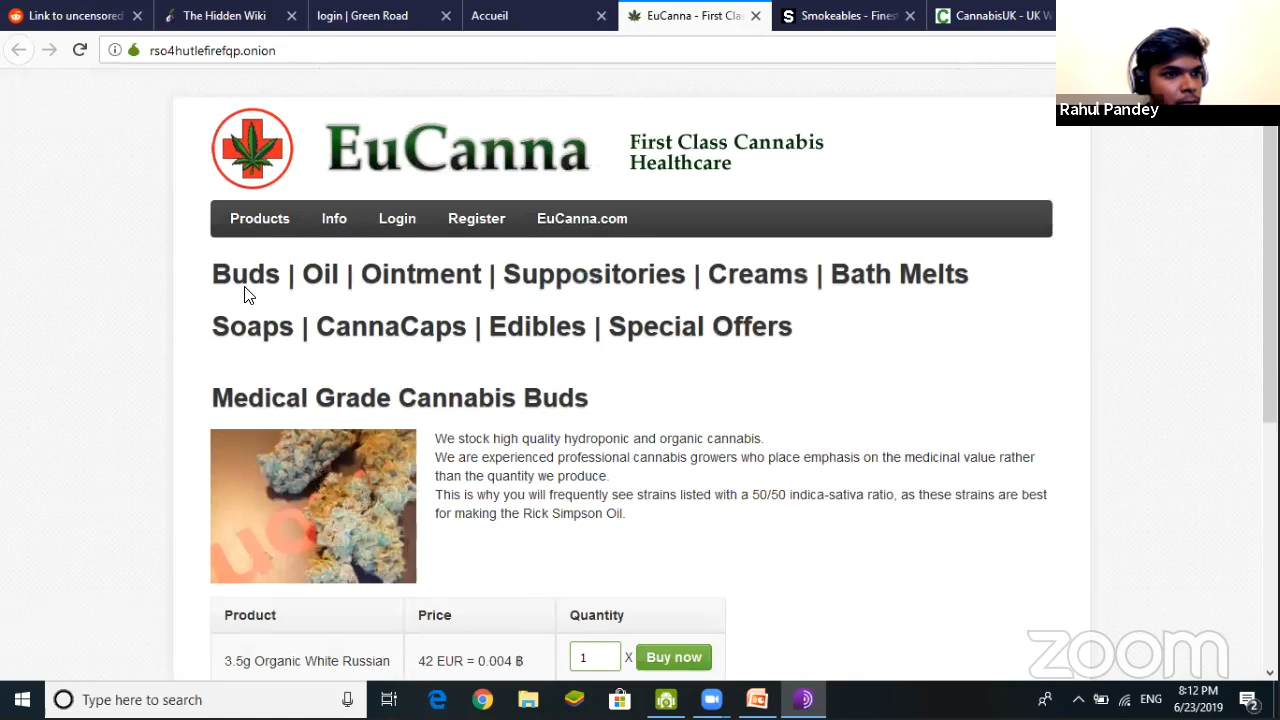 Link to uncensored
The Hidden Wiki
login | Green Road
Accueil
EuCanna - First Clas
Smokeables - Finest
CannabisUK - UK W
rso4hutlefirefqp.onion
Rahul Pandey
EuCanna
First Class Cannabis
Healthcare
Products Info Login Register EuCanna.com
Buds | Oil | Ointment | Suppositories | Creams | Bath Melts
Soaps | CannaCaps | Edibles | Special Offers
Medical Grade Cannabis Buds
We stock high quality hydroponic and organic cannabis.
We are experienced professional cannabis growers who place emphasis on the medicinal value rather
than the quantity we produce.
This is why you will frequently see strains listed with a 50/50 indica-sativa ratio, as these strains are best
for making the Rick Simpson Oil.
Product Price Quantity
3.5g Organic White Russian 42 EUR = 0.004 ฿ 1 X Buy now
zoom
Type here to search
ENG
8:12 PM
6/23/2019
2